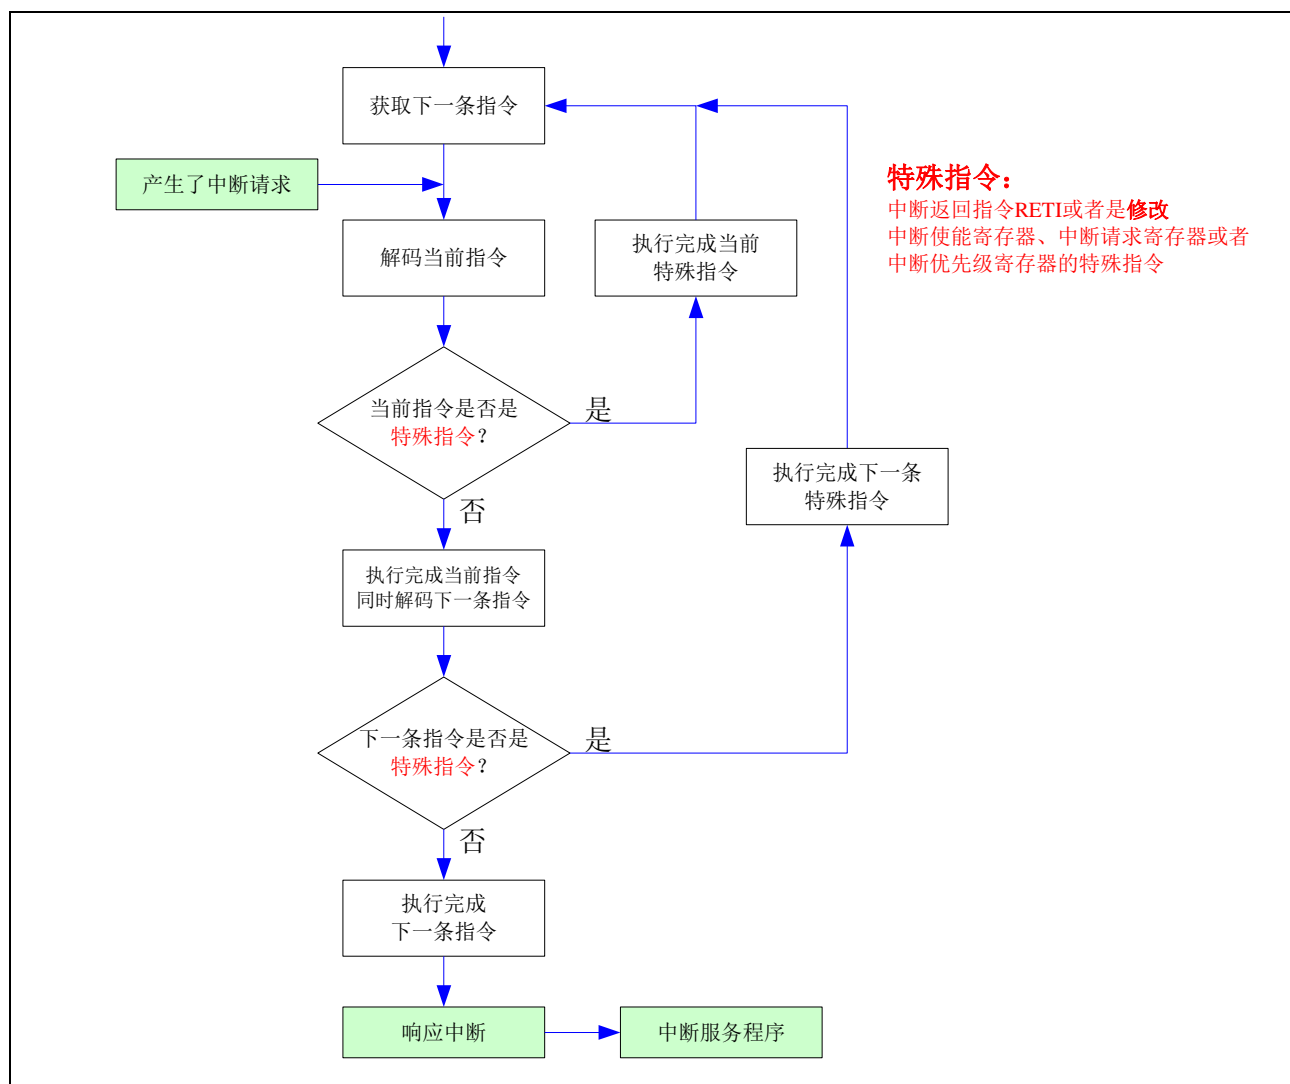 获取下一条指令
产生了中断请求
特殊指令：
中断返回指令RETI或者是修改
中断使能寄存器、中断请求寄存器或者
中断优先级寄存器的特殊指令
解码当前指令
执行完成当前
特殊指令
当前指令是否是
特殊指令？
是
否
执行完成下一条
特殊指令
执行完成当前指令
同时解码下一条指令
下一条指令是否是
特殊指令？
是
否
执行完成
下一条指令
响应中断
中断服务程序